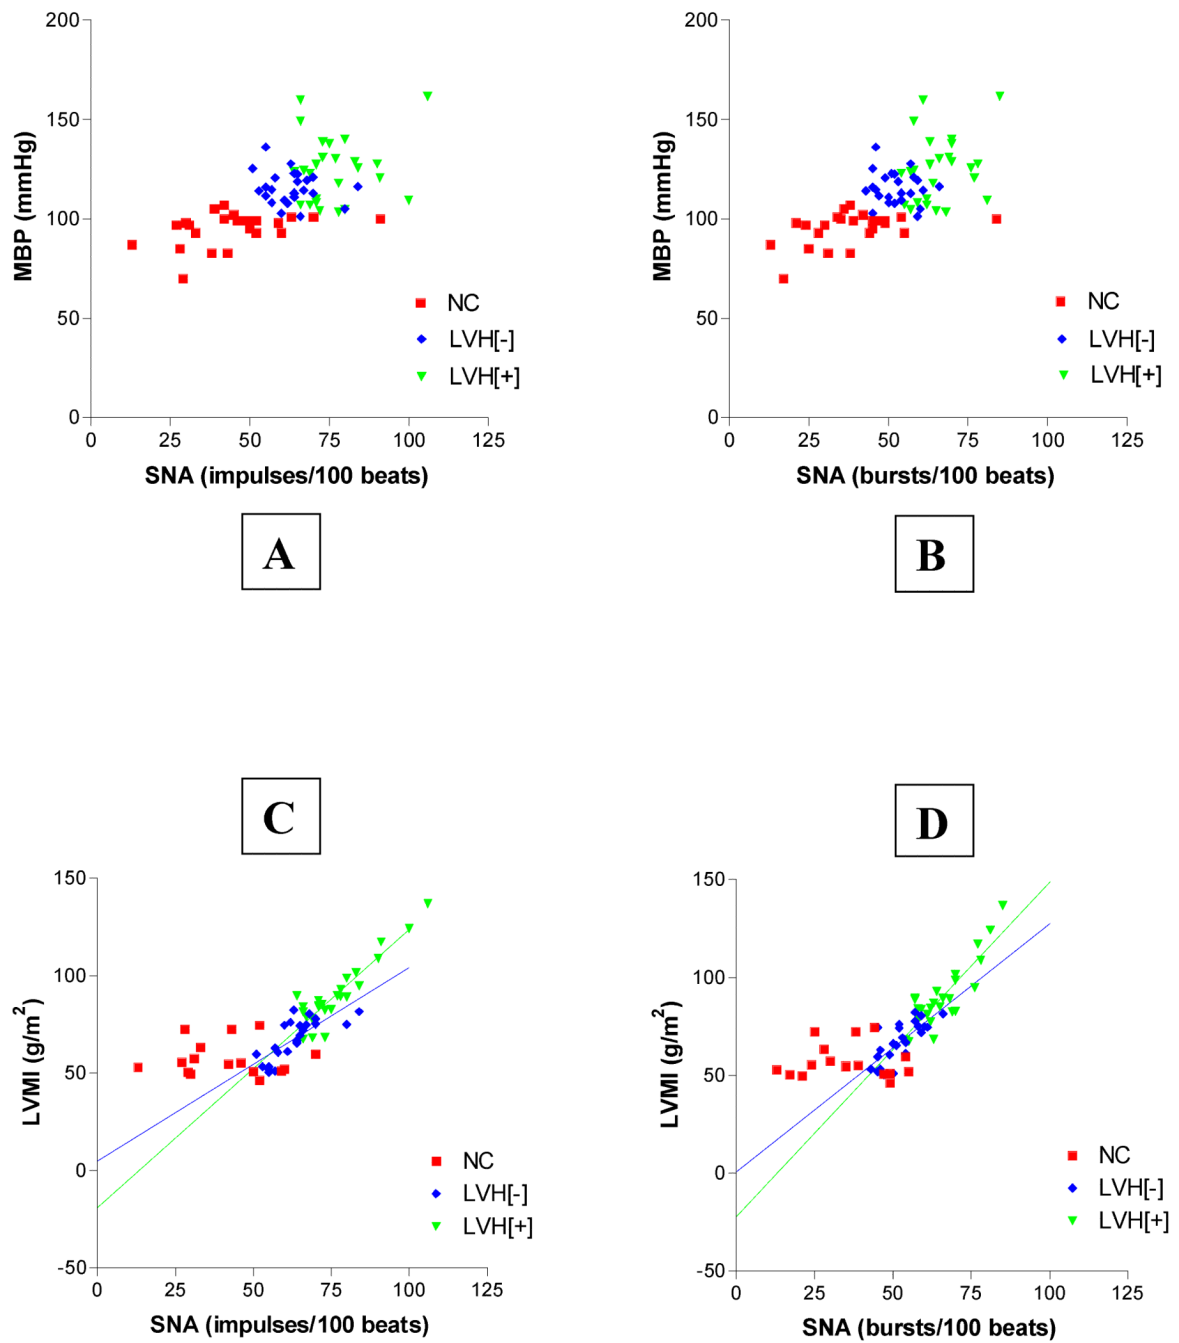 200
150
100
50
0
MBP (mmHg)
NC
LVH[-]
LVH[+]
0 25 50 75 100 125
SNA (impulses/100 beats)
A
200
150
100
50
0
MBP (mmHg)
NC
LVH[-]
LVH[+]
0 25 50 75 100 125
SNA (bursts/100 beats)
B
C
150
100
50
0
-50
LVMI (g/m²)
NC
LVH[-]
LVH[+]
0 25 50 75 100 125
SNA (impulses/100 beats)
D
150
100
50
0
-50
LVMI (g/m²)
NC
LVH[-]
LVH[+]
0 25 50 75 100 125
SNA (bursts/100 beats)